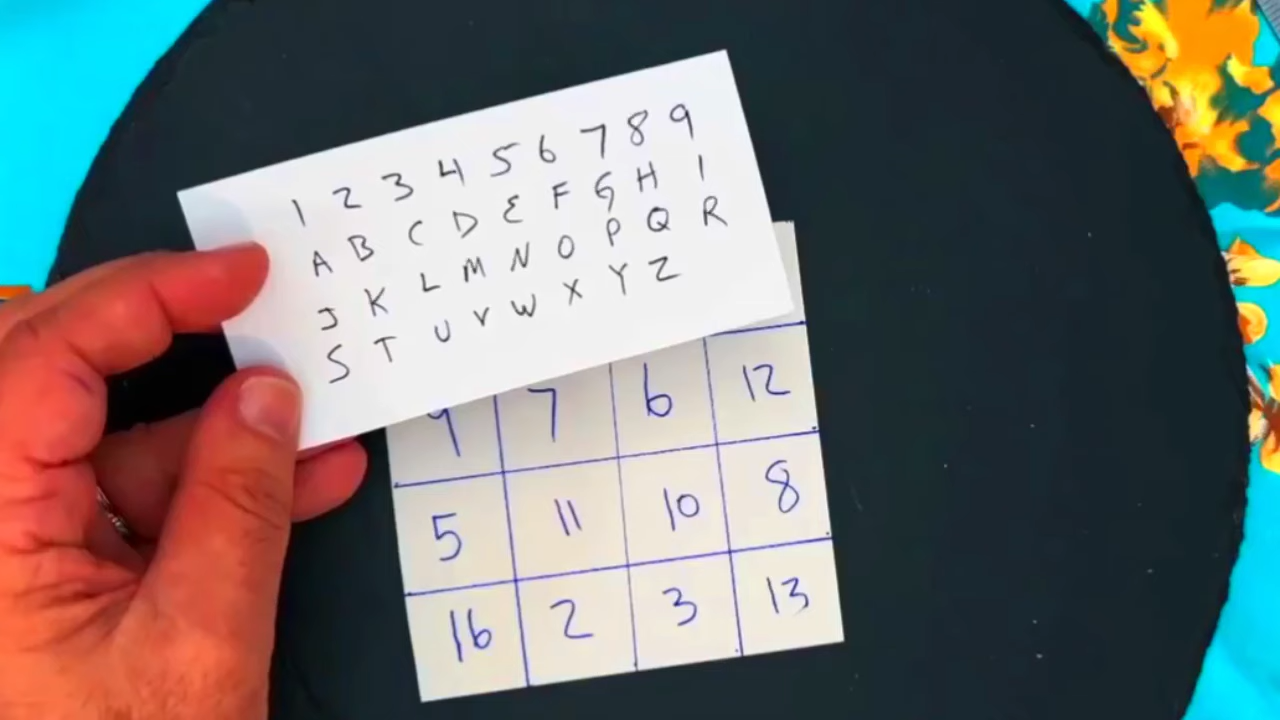 1 2 3 4 5 6 7 8 9
A B C D E F G H I
J K L M N O P Q R
S T U V W X Y Z
9 7 6 12
5 11 10 8
16 2 3 13